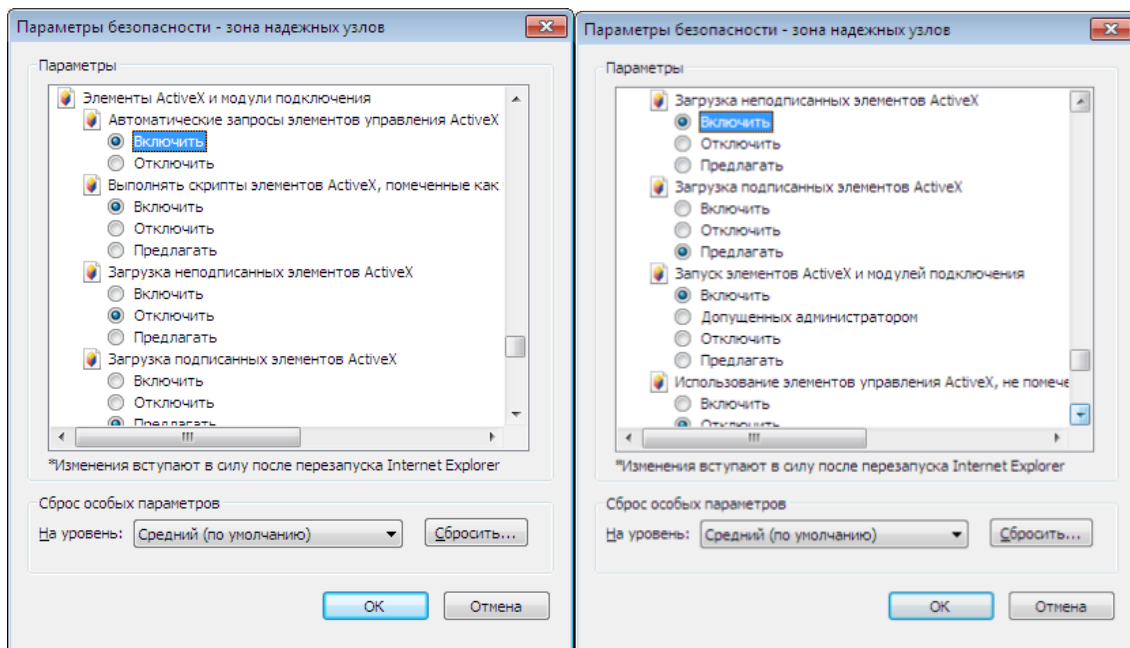 Параметры безопасности - зона надежных узлов
Параметры
Элементы ActiveX и модули подключения
Автоматические запросы элементов управления ActiveX
Включить
Отключить
Выполнять скрипты элементов ActiveX, помеченные как
Включить
Отключить
Предлагать
Загрузка неподписанных элементов ActiveX
Включить
Отключить
Предлагать
Загрузка подписанных элементов ActiveX
Включить
Отключить
Предлагать
*Изменения вступают в силу после перезапуска Internet Explorer
Сброс особых параметров
На уровень: Средний (по умолчанию) Сбросить...
OK Отмена
Параметры безопасности - зона надежных узлов
Параметры
Загрузка неподписанных элементов ActiveX
Включить
Отключить
Предлагать
Загрузка подписанных элементов ActiveX
Включить
Отключить
Предлагать
Запуск элементов ActiveX и модулей подключения
Включить
Допущенных администратором
Отключить
Предлагать
Использование элементов управления ActiveX, не помече
Включить
Отключить
*Изменения вступают в силу после перезапуска Internet Explorer
Сброс особых параметров
На уровень: Средний (по умолчанию) Сбросить...
OK Отмена